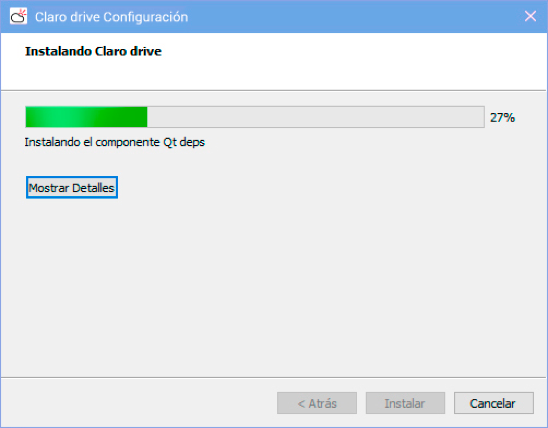 Claro drive Configuración
Instalando Claro drive
27%
Instalando el componente Qt deps
Mostrar Detalles
< Atrás
Instalar
Cancelar